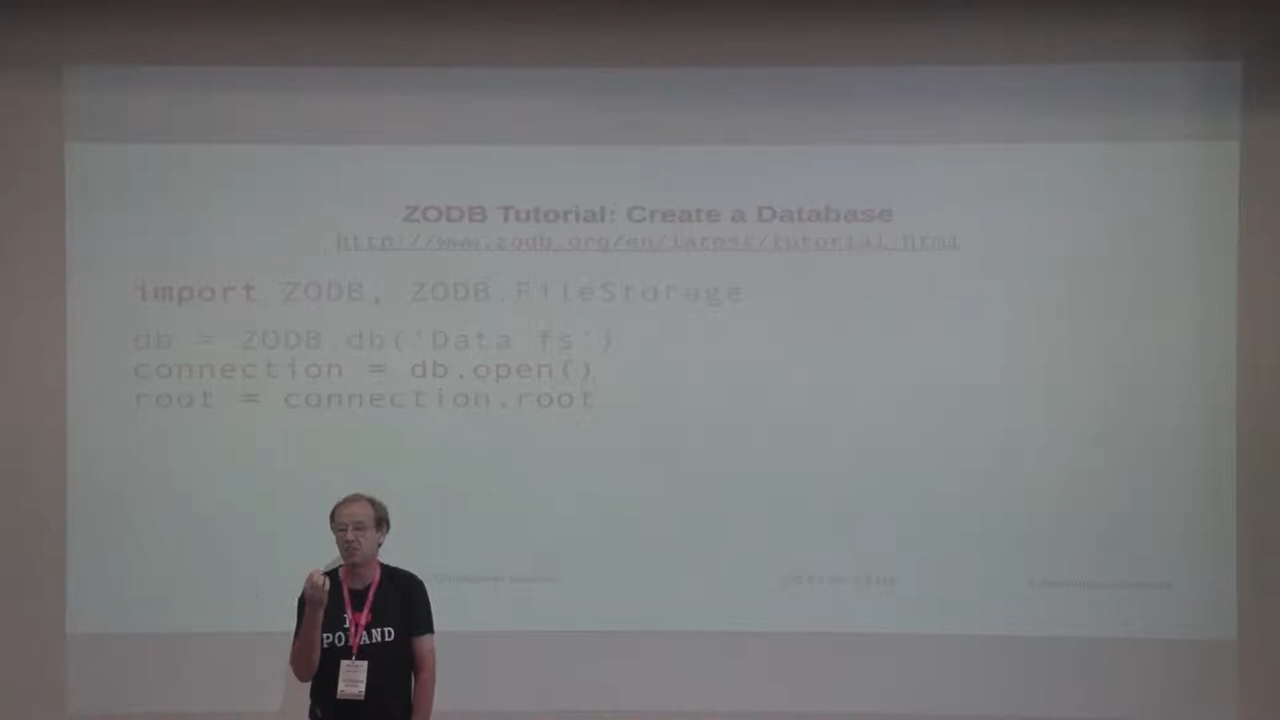 ZODB Tutorial: Create a Database
http://www.zodb.org/en/latest/tutorial.html
import ZODB, ZODB.FileStorage
db = ZODB.db('Data.fs')
connection = db.open()
root = connection.root
I
POLAND